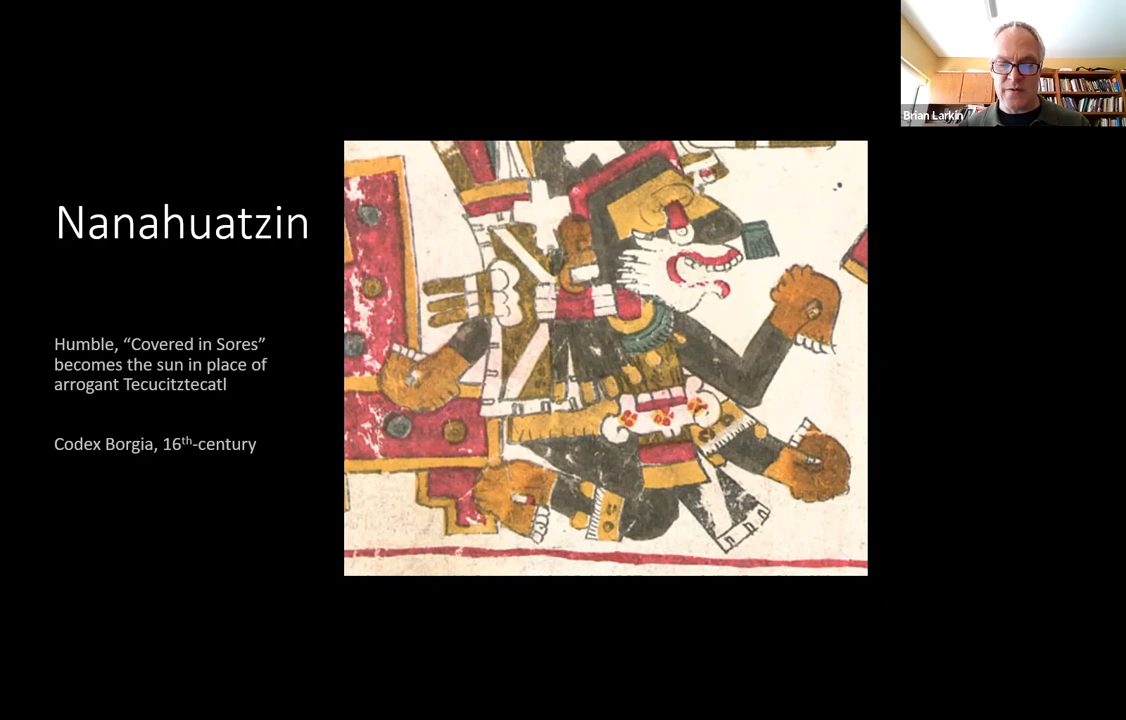 Brian Larkin
Nanahuatzin
Humble, “Covered in Sores”
becomes the sun in place of
arrogant Tecucitztecatl
Codex Borgia, 16th-century